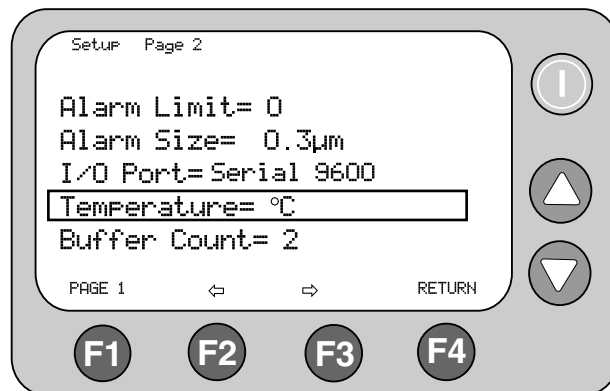 Setup Page 2
Alarm Limit= 0
Alarm Size= 0.3µm
I/O Port= Serial 9600
Temperature= °C
Buffer Count= 2
PAGE 1 ⇦ ⇨ RETURN
F1 F2 F3 F4